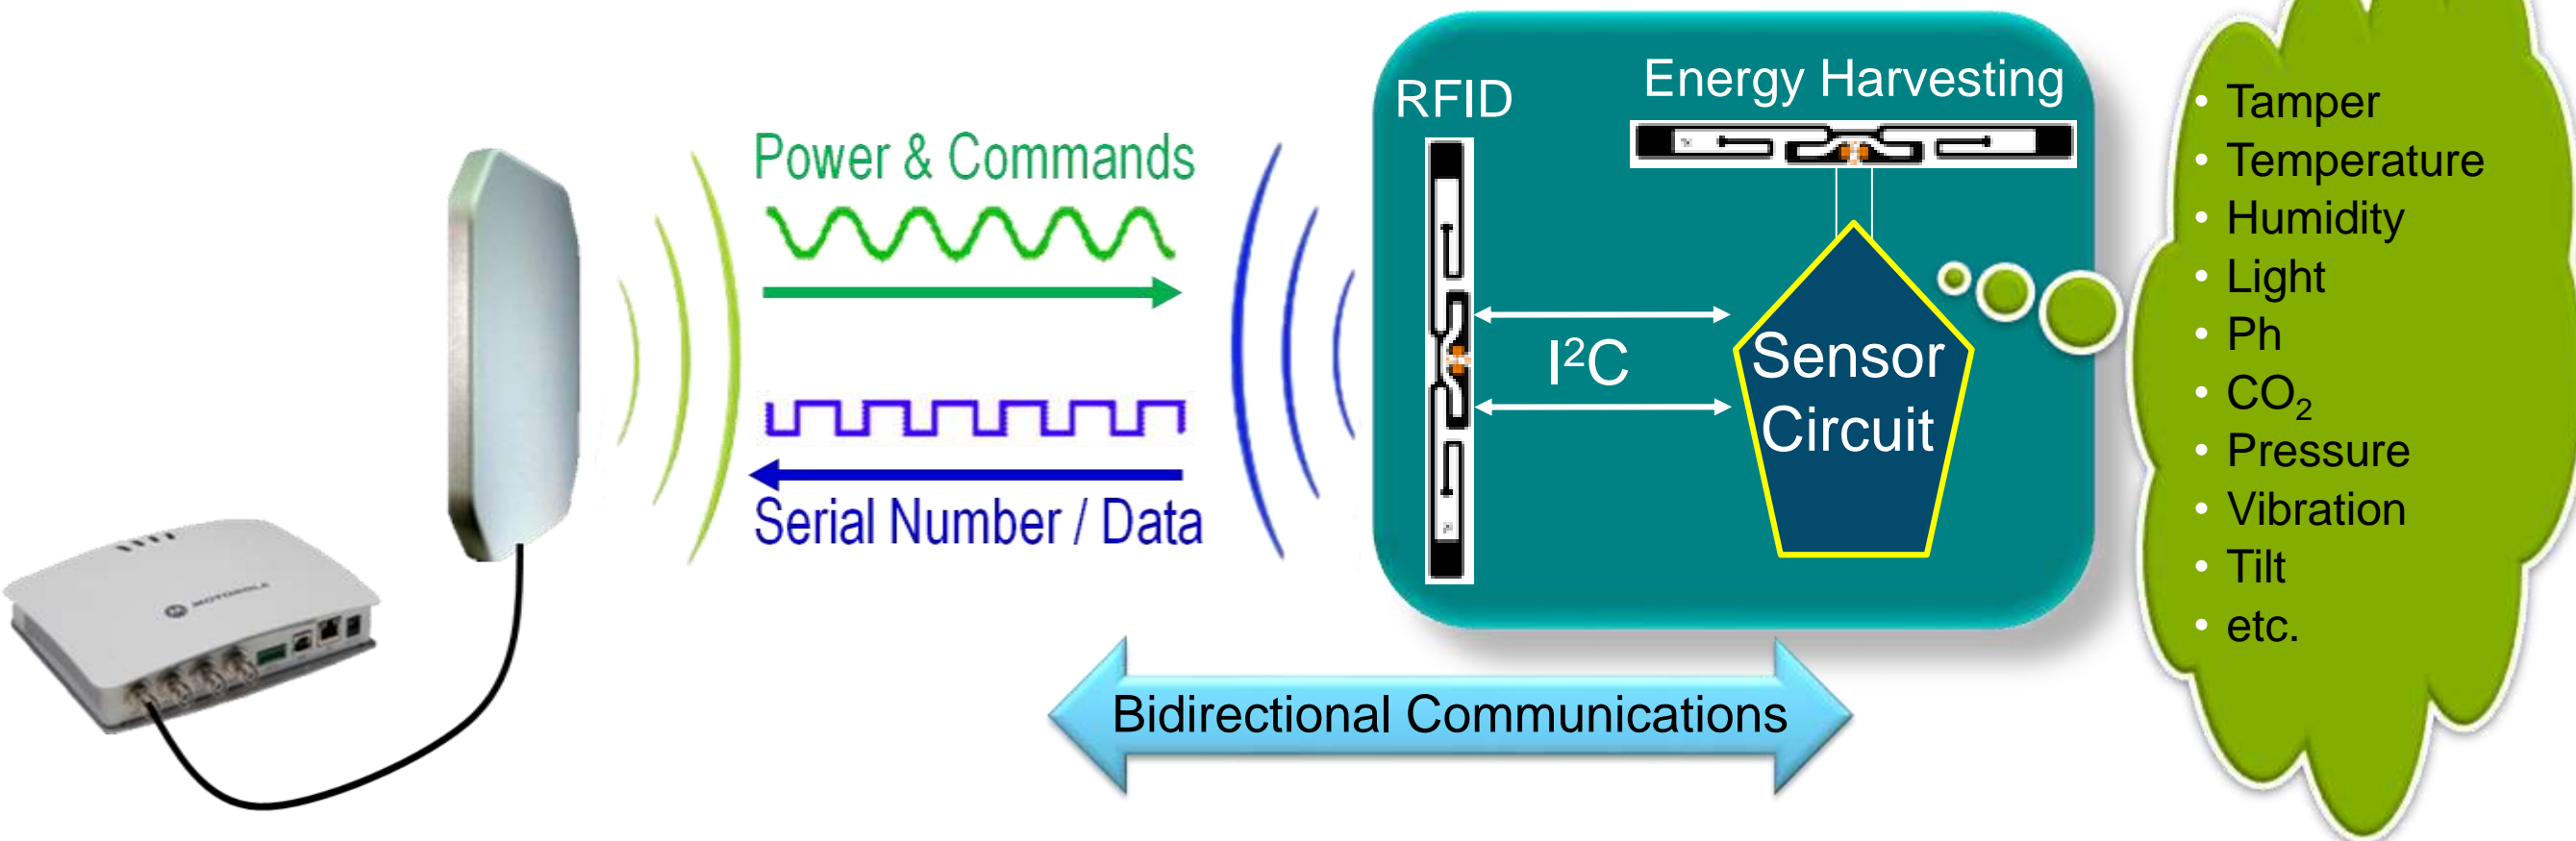 Power & Commands
Serial Number / Data
MOTOROLA
RFID
Energy Harvesting
I²C
Sensor
Circuit
Bidirectional Communications
• Tamper
• Temperature
• Humidity
• Light
• Ph
• CO₂
• Pressure
• Vibration
• Tilt
• etc.